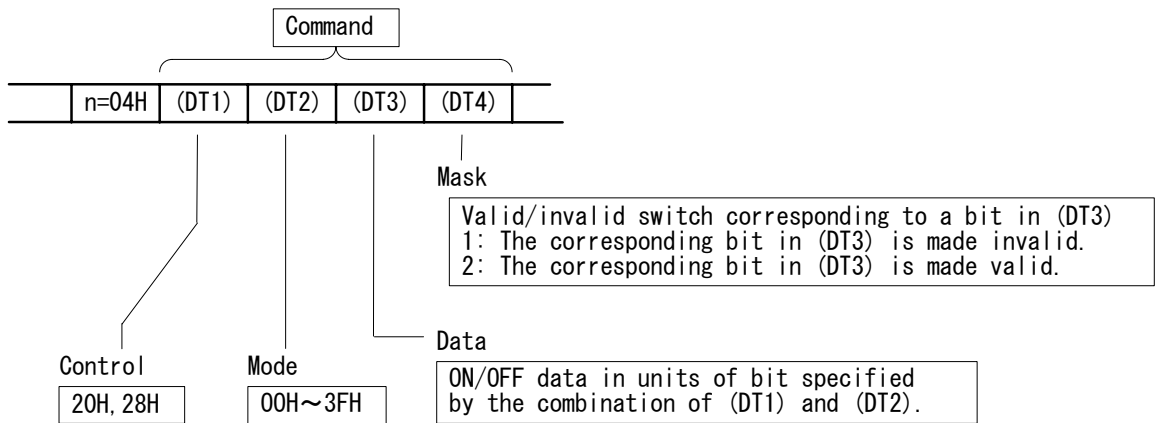 Command
n=04H (DT1) (DT2) (DT3) (DT4)
Mask
Valid/invalid switch corresponding to a bit in (DT3)
1: The corresponding bit in (DT3) is made invalid.
2: The corresponding bit in (DT3) is made valid.
Control
20H, 28H
Mode
00H～3FH
Data
ON/OFF data in units of bit specified
by the combination of (DT1) and (DT2).